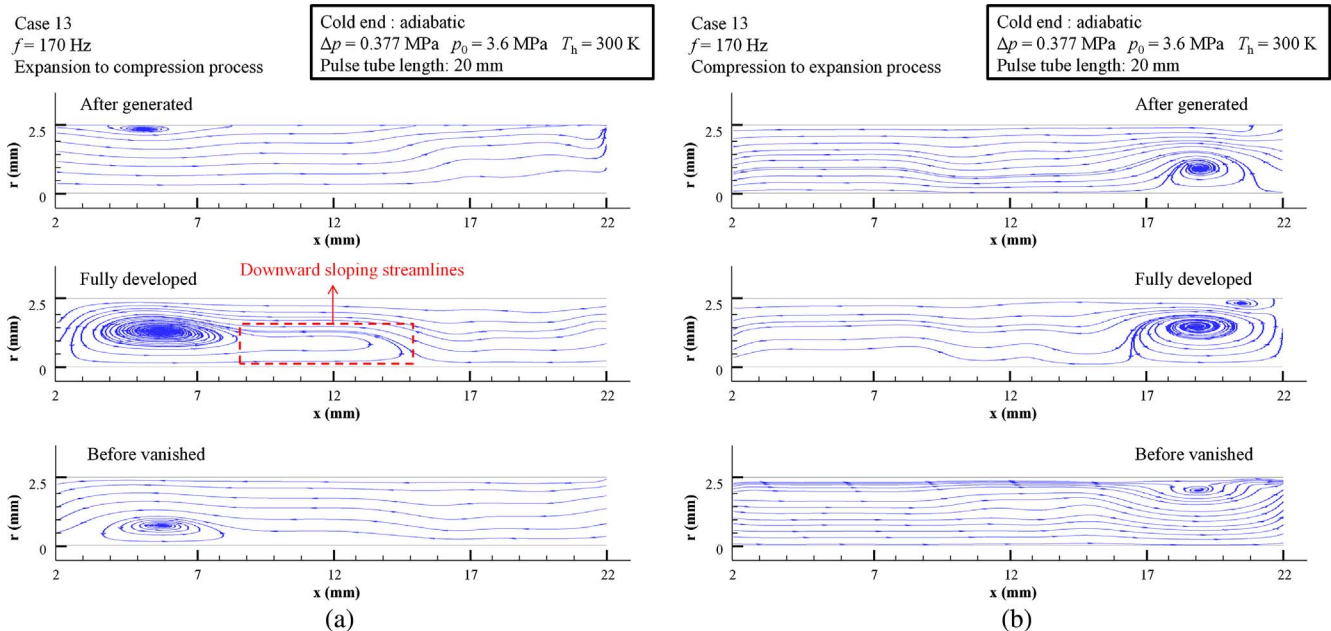 Case 13
f = 170 Hz
Expansion to compression process
Cold end : adiabatic
Δp = 0.377 MPa p₀ = 3.6 MPa Tₕ = 300 K
Pulse tube length: 20 mm
After generated
r (mm)
2.5
0
2 7 12 17 22
x (mm)
Downward sloping streamlines
Fully developed
r (mm)
2.5
0
2 7 12 17 22
x (mm)
Before vanished
r (mm)
2.5
0
2 7 12 17 22
x (mm)
(a)
Case 13
f = 170 Hz
Compression to expansion process
Cold end : adiabatic
Δp = 0.377 MPa p₀ = 3.6 MPa Tₕ = 300 K
Pulse tube length: 20 mm
After generated
r (mm)
2.5
0
2 7 12 17 22
x (mm)
Fully developed
r (mm)
2.5
0
2 7 12 17 22
x (mm)
Before vanished
r (mm)
2.5
0
2 7 12 17 22
x (mm)
(b)